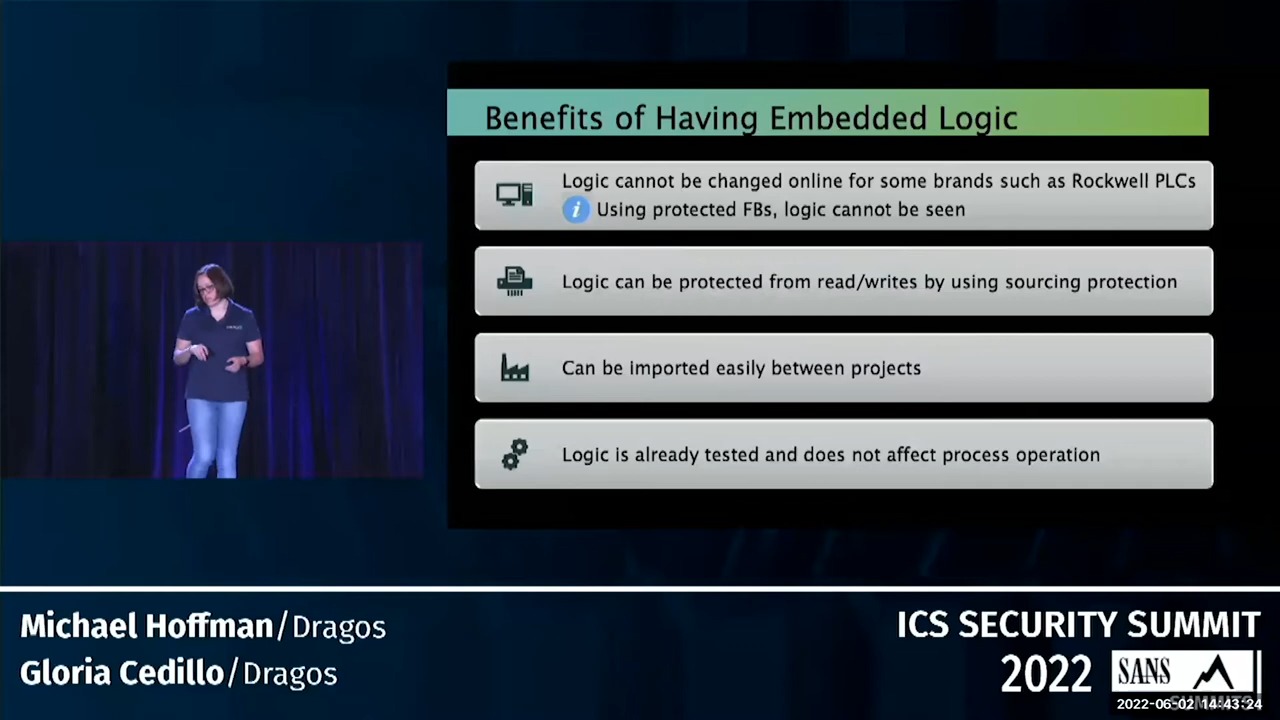 Benefits of Having Embedded Logic
Logic cannot be changed online for some brands such as Rockwell PLCs
i Using protected FBs, logic cannot be seen
Logic can be protected from read/writes by using sourcing protection
Can be imported easily between projects
Logic is already tested and does not affect process operation
Michael Hoffman/Dragos
Gloria Cedillo/Dragos
ICS SECURITY SUMMIT
2022 SANS
SUMMITS
2022-06-02 14:43:24